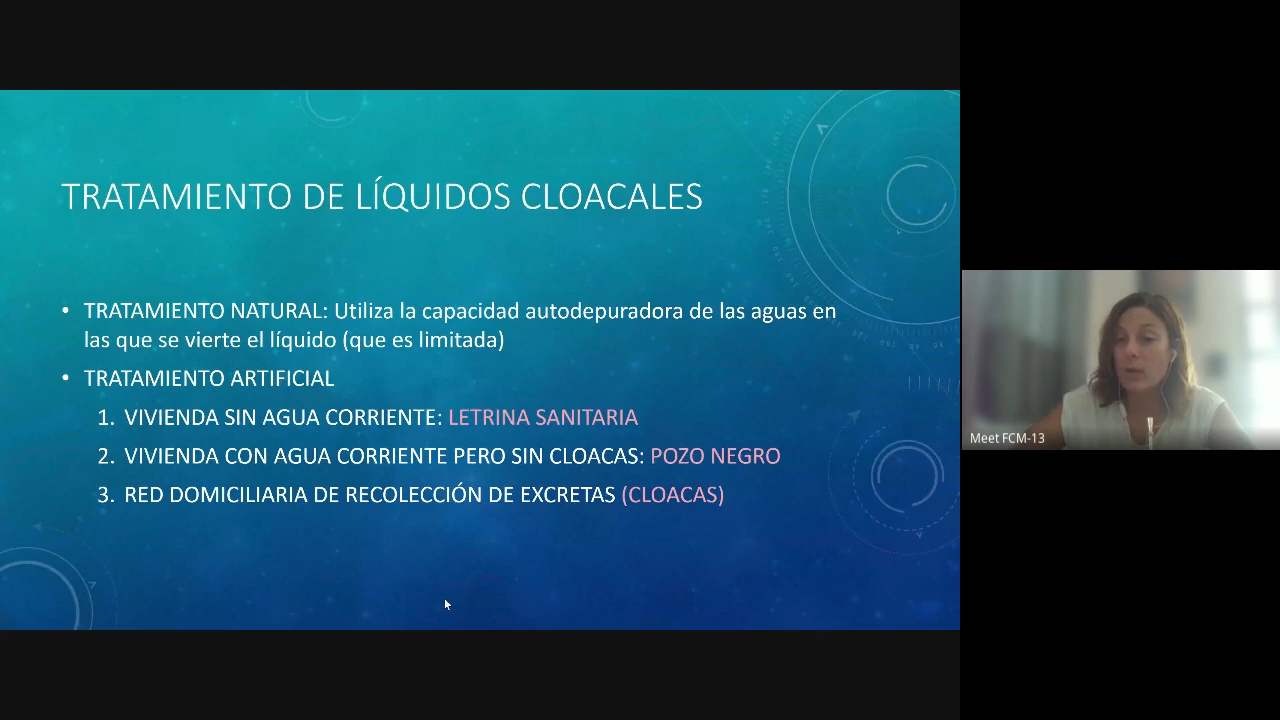 TRATAMIENTO DE LÍQUIDOS CLOACALES
• TRATAMIENTO NATURAL: Utiliza la capacidad autodepuradora de las aguas en
las que se vierte el líquido (que es limitada)
• TRATAMIENTO ARTIFICIAL
1. VIVIENDA SIN AGUA CORRIENTE: LETRINA SANITARIA
2. VIVIENDA CON AGUA CORRIENTE PERO SIN CLOACAS: POZO NEGRO
3. RED DOMICILIARIA DE RECOLECCIÓN DE EXCRETAS (CLOACAS)
Meet FCM-13